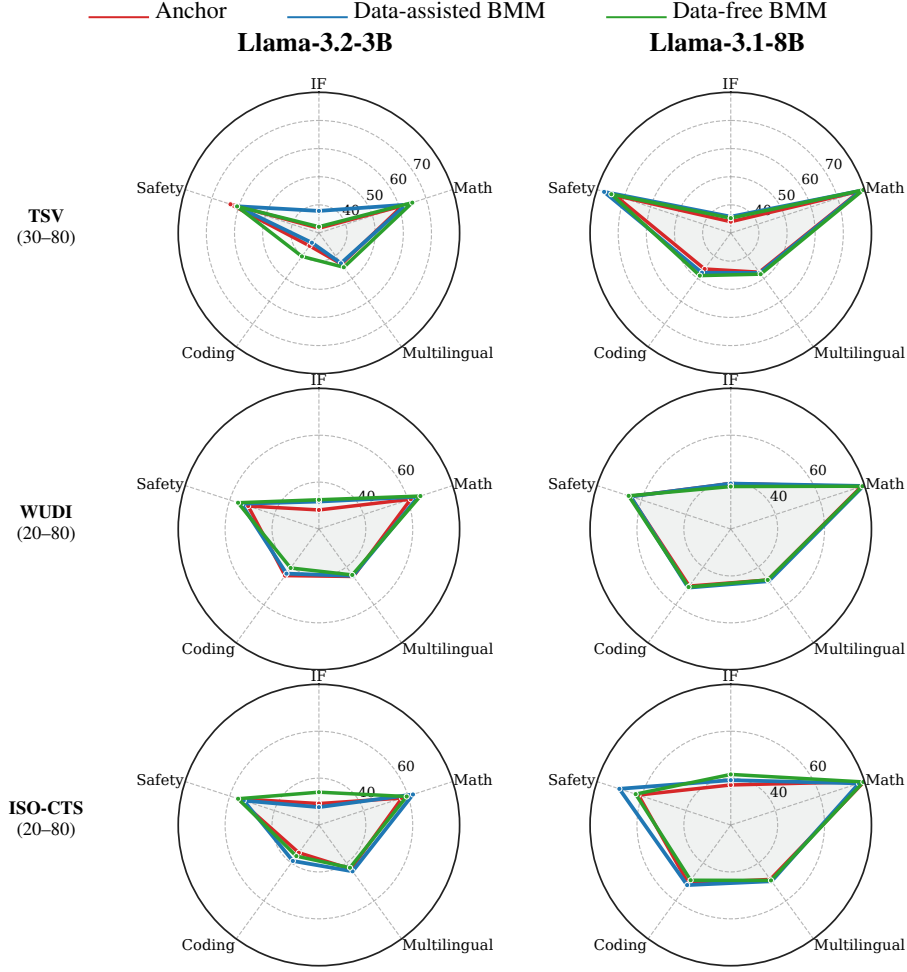 Anchor Data-assisted BMM Data-free BMM
Llama-3.2-3B Llama-3.1-8B
IF IF
70 70
Safety 60 Math Safety 60 Math
50 50
40 40
TSV
(30–80)
Coding Multilingual Coding Multilingual
IF IF
60 60
Safety Math Safety Math
40 40
WUDI
(20–80)
Coding Multilingual Coding Multilingual
IF IF
60 60
Safety Math Safety Math
40 40
ISO-CTS
(20–80)
Coding Multilingual Coding Multilingual